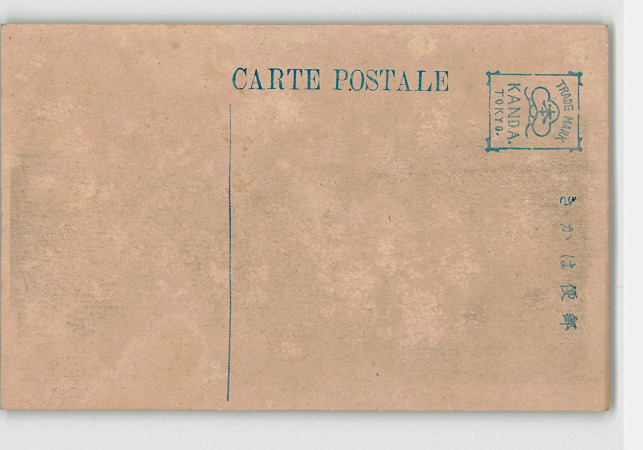 CARTE POSTALE
TRADE MARK
KANDA.
TOKYO.
きかは便郵